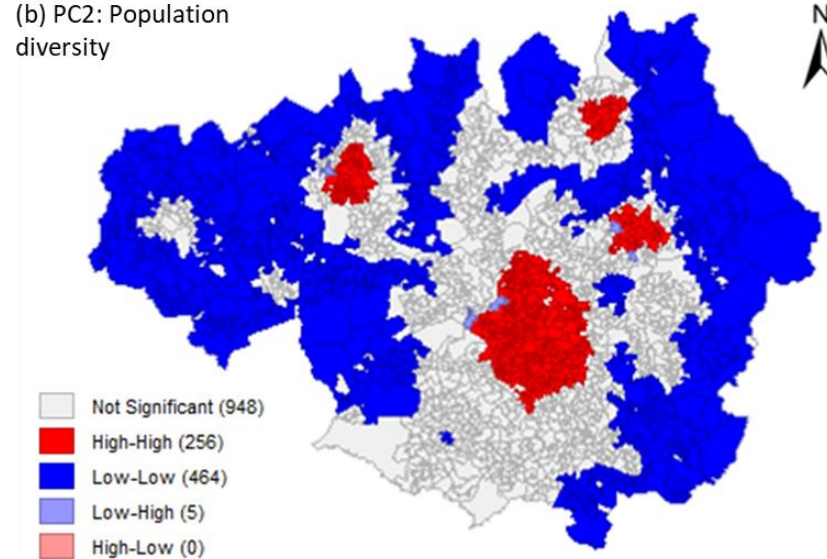 (b) PC2: Population
diversity
N
Not Significant (948)
High-High (256)
Low-Low (464)
Low-High (5)
High-Low (0)